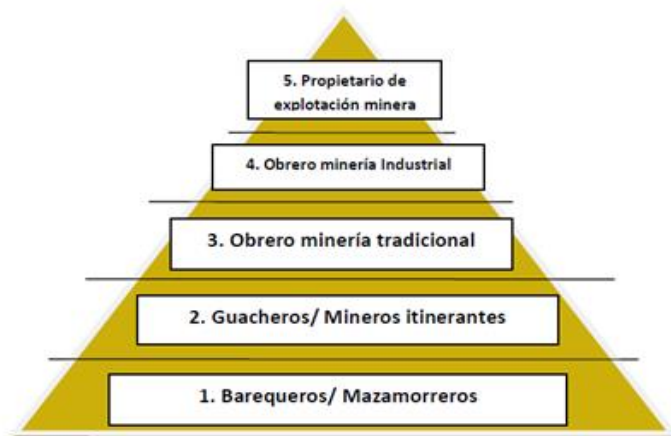 5. Propietario de
explotación minera
4. Obrero minería Industrial
3. Obrero minería tradicional
2. Guacheros/ Mineros itinerantes
1. Barequeros/ Mazamorreros